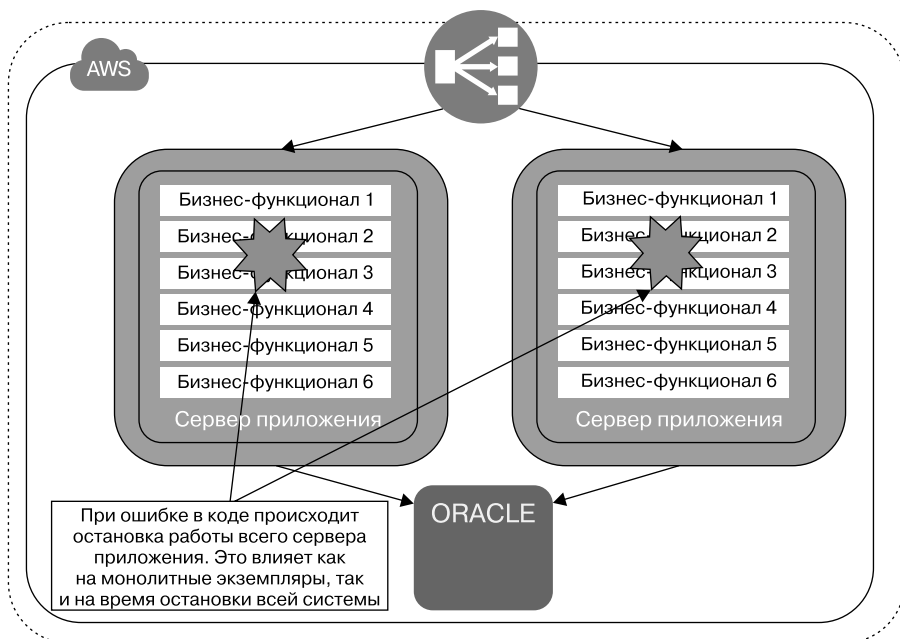 AWS
Бизнес-функционал 1
Бизнес-функционал 2
Бизнес-функционал 3
Бизнес-функционал 4
Бизнес-функционал 5
Бизнес-функционал 6
Сервер приложения
Бизнес-функционал 1
Бизнес-функционал 2
Бизнес-функционал 3
Бизнес-функционал 4
Бизнес-функционал 5
Бизнес-функционал 6
Сервер приложения
При ошибке в коде происходит
остановка работы всего сервера
приложения. Это влияет как
на монолитные экземпляры, так
и на время остановки всей системы
ORACLE